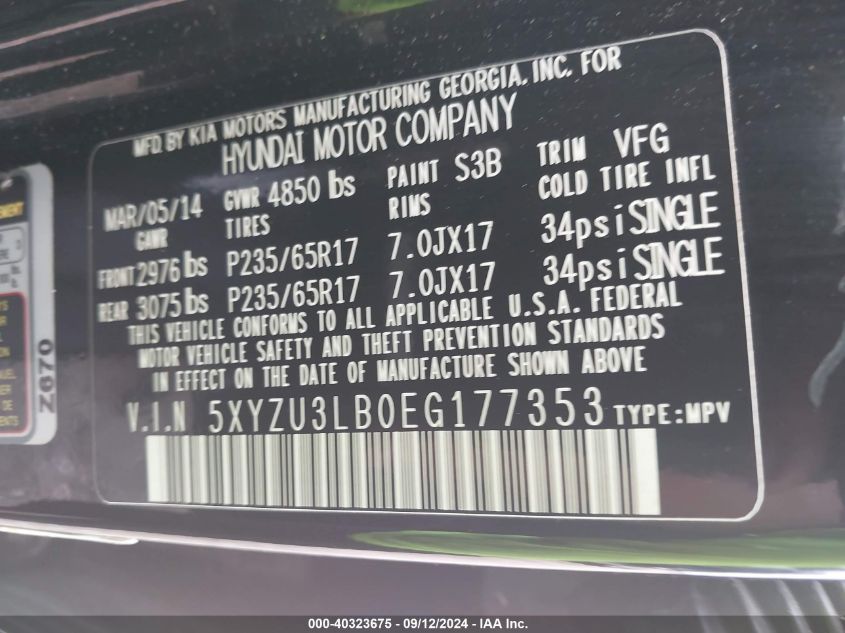 MFD. BY KIA MOTORS MANUFACTURING GEORGIA, INC. FOR
HYUNDAI MOTOR COMPANY
MAR/05/14 GVWR 4850 lbs PAINT S3B TRIM VFG
GAWR TIRES RIMS COLD TIRE INFL
FRONT 2976 lbs P235/65R17 7.0JX17 34psi SINGLE
REAR 3075 lbs P235/65R17 7.0JX17 34psi SINGLE
THIS VEHICLE CONFORMS TO ALL APPLICABLE U.S.A. FEDERAL
MOTOR VEHICLE SAFETY AND THEFT PREVENTION STANDARDS
IN EFFECT ON THE DATE OF MANUFACTURE SHOWN ABOVE
V.I.N 5XYZU3LB0EG177353 TYPE:MPV
Z670
000-40323675 - 09/12/2024 - IAA Inc.